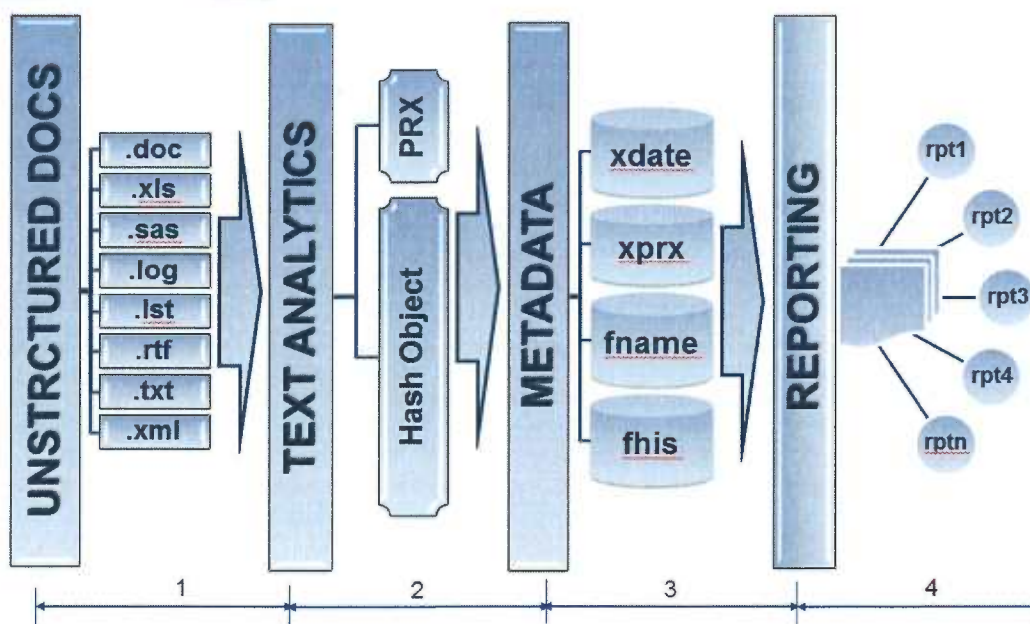 UNSTRCTURED DOCS
.doc
.xls
.sas
.log
.lst
.rtf
.txt
.xml
TEXT ANALYTICS
PRX
Hash Object
METADATA
xdate
xprx
fname
fhis
REPORTING
rpt1
rpt2
rpt3
rpt4
rptn
1
2
3
4